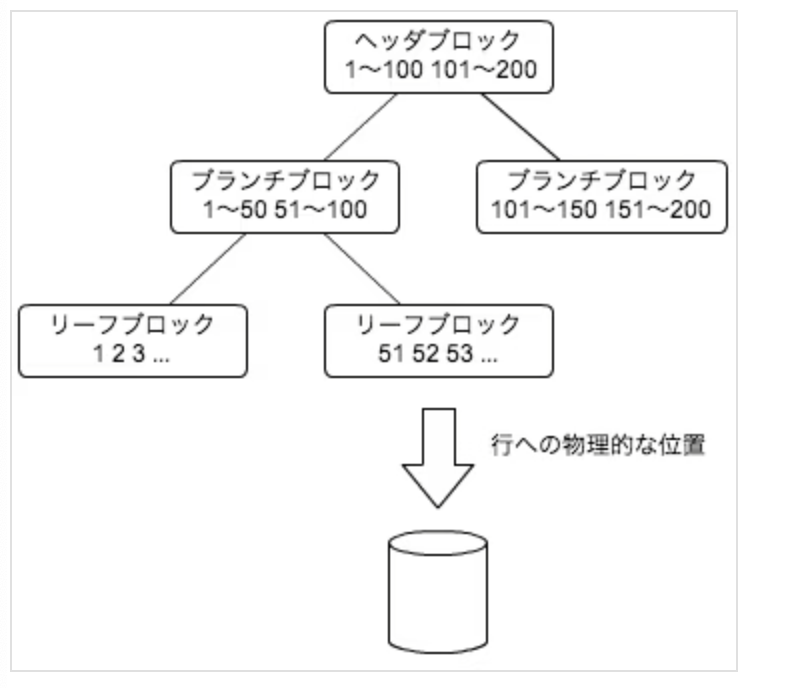 ヘッダブロック
1〜100 101〜200
ブランチブロック
1〜50 51〜100
ブランチブロック
101〜150 151〜200
リーフブロック
1 2 3 ...
リーフブロック
51 52 53 ...
行への物理的な位置